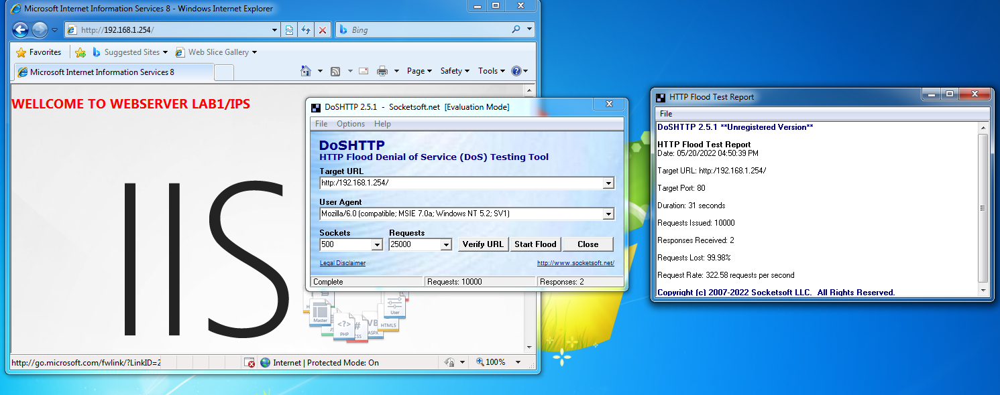 Microsoft Internet Information Services 8 - Windows Internet Explorer
http://192.168.1.254/
Bing
Favorites
Suggested Sites
Web Slice Gallery
Microsoft Internet Information Services 8
Page
Safety
Tools
WELLCOME TO WEBSERVER LAB1/IPS
IIS
Master
PHP
ASPX
HTML5
User
http://go.microsoft.com/fwlink/?LinkID=2
Internet | Protected Mode: On
100%
DoSHTTP 2.5.1 - Socketsoft.net [Evaluation Mode]
File Options Help
DoSHTTP
HTTP Flood Denial of Service (DoS) Testing Tool
Target URL
http:/192.168.1.254/
User Agent
Mozilla/6.0 (compatible; MSIE 7.0a; Windows NT 5.2; SV1)
Sockets Requests
500 25000 Verify URL Start Flood Close
Legal Disclaimer http://www.socketsoft.net/
Complete Requests: 10000 Responses: 2
HTTP Flood Test Report
File
DoSHTTP 2.5.1 **Unregistered Version**
HTTP Flood Test Report
Date: 05/20/2022 04:50:39 PM
Target URL: http:/192.168.1.254/
Target Port: 80
Duration: 31 seconds
Requests Issued: 10000
Responses Received: 2
Requests Lost: 99.98%
Request Rate: 322.58 requests per second
Copyright (c) 2007-2022 Socketsoft LLC. All Rights Reserved.